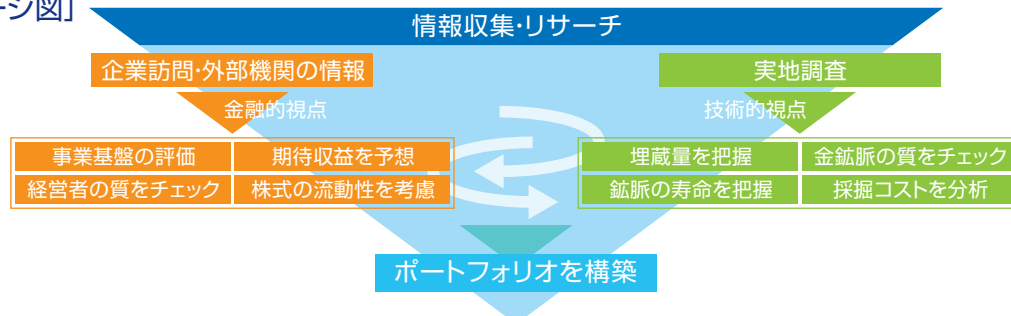 ージ図」
情報収集・リサーチ
企業訪問・外部機関の情報
実地調査
金融的視点
技術的視点
事業基盤の評価
期待収益を予想
経営者の質をチェック
株式の流動性を考慮
埋蔵量を把握
金鉱脈の質をチェック
鉱脈の寿命を把握
採掘コストを分析
ポートフォリオを構築